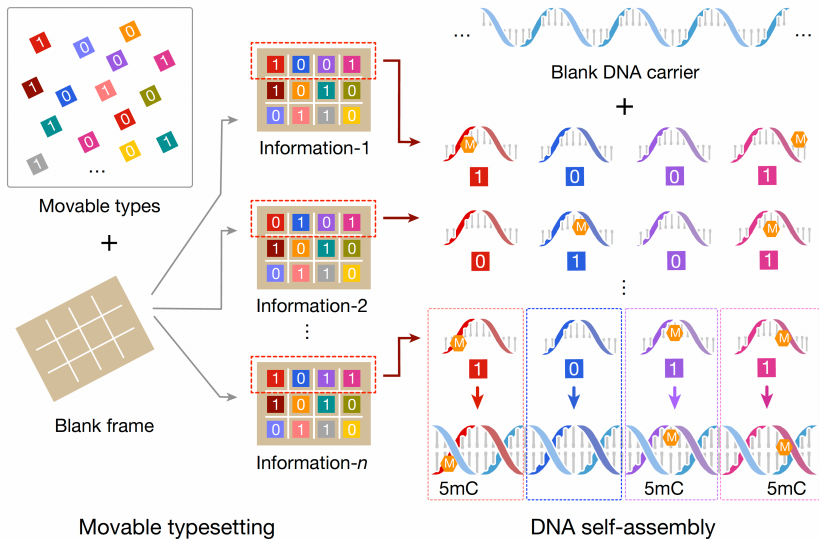 1 0 0 1
0 1
1 0 0
1 1 0
1 0
...
Movable types
+
Blank frame
1 0 0 1
1 0 1 0
0 1 1 0
Information-1
0 1 0 1
1 0 1 0
0 1 1 0
Information-2
⋮
1 0 1 1
1 0 1 0
0 1 1 0
Information-n
Movable typesetting
... ...
Blank DNA carrier
+
M M
1 0 0 1
M M
0 1 0 1
⋮
M M M
1 0 1 1
M M M
5mC 5mC 5mC
DNA self-assembly